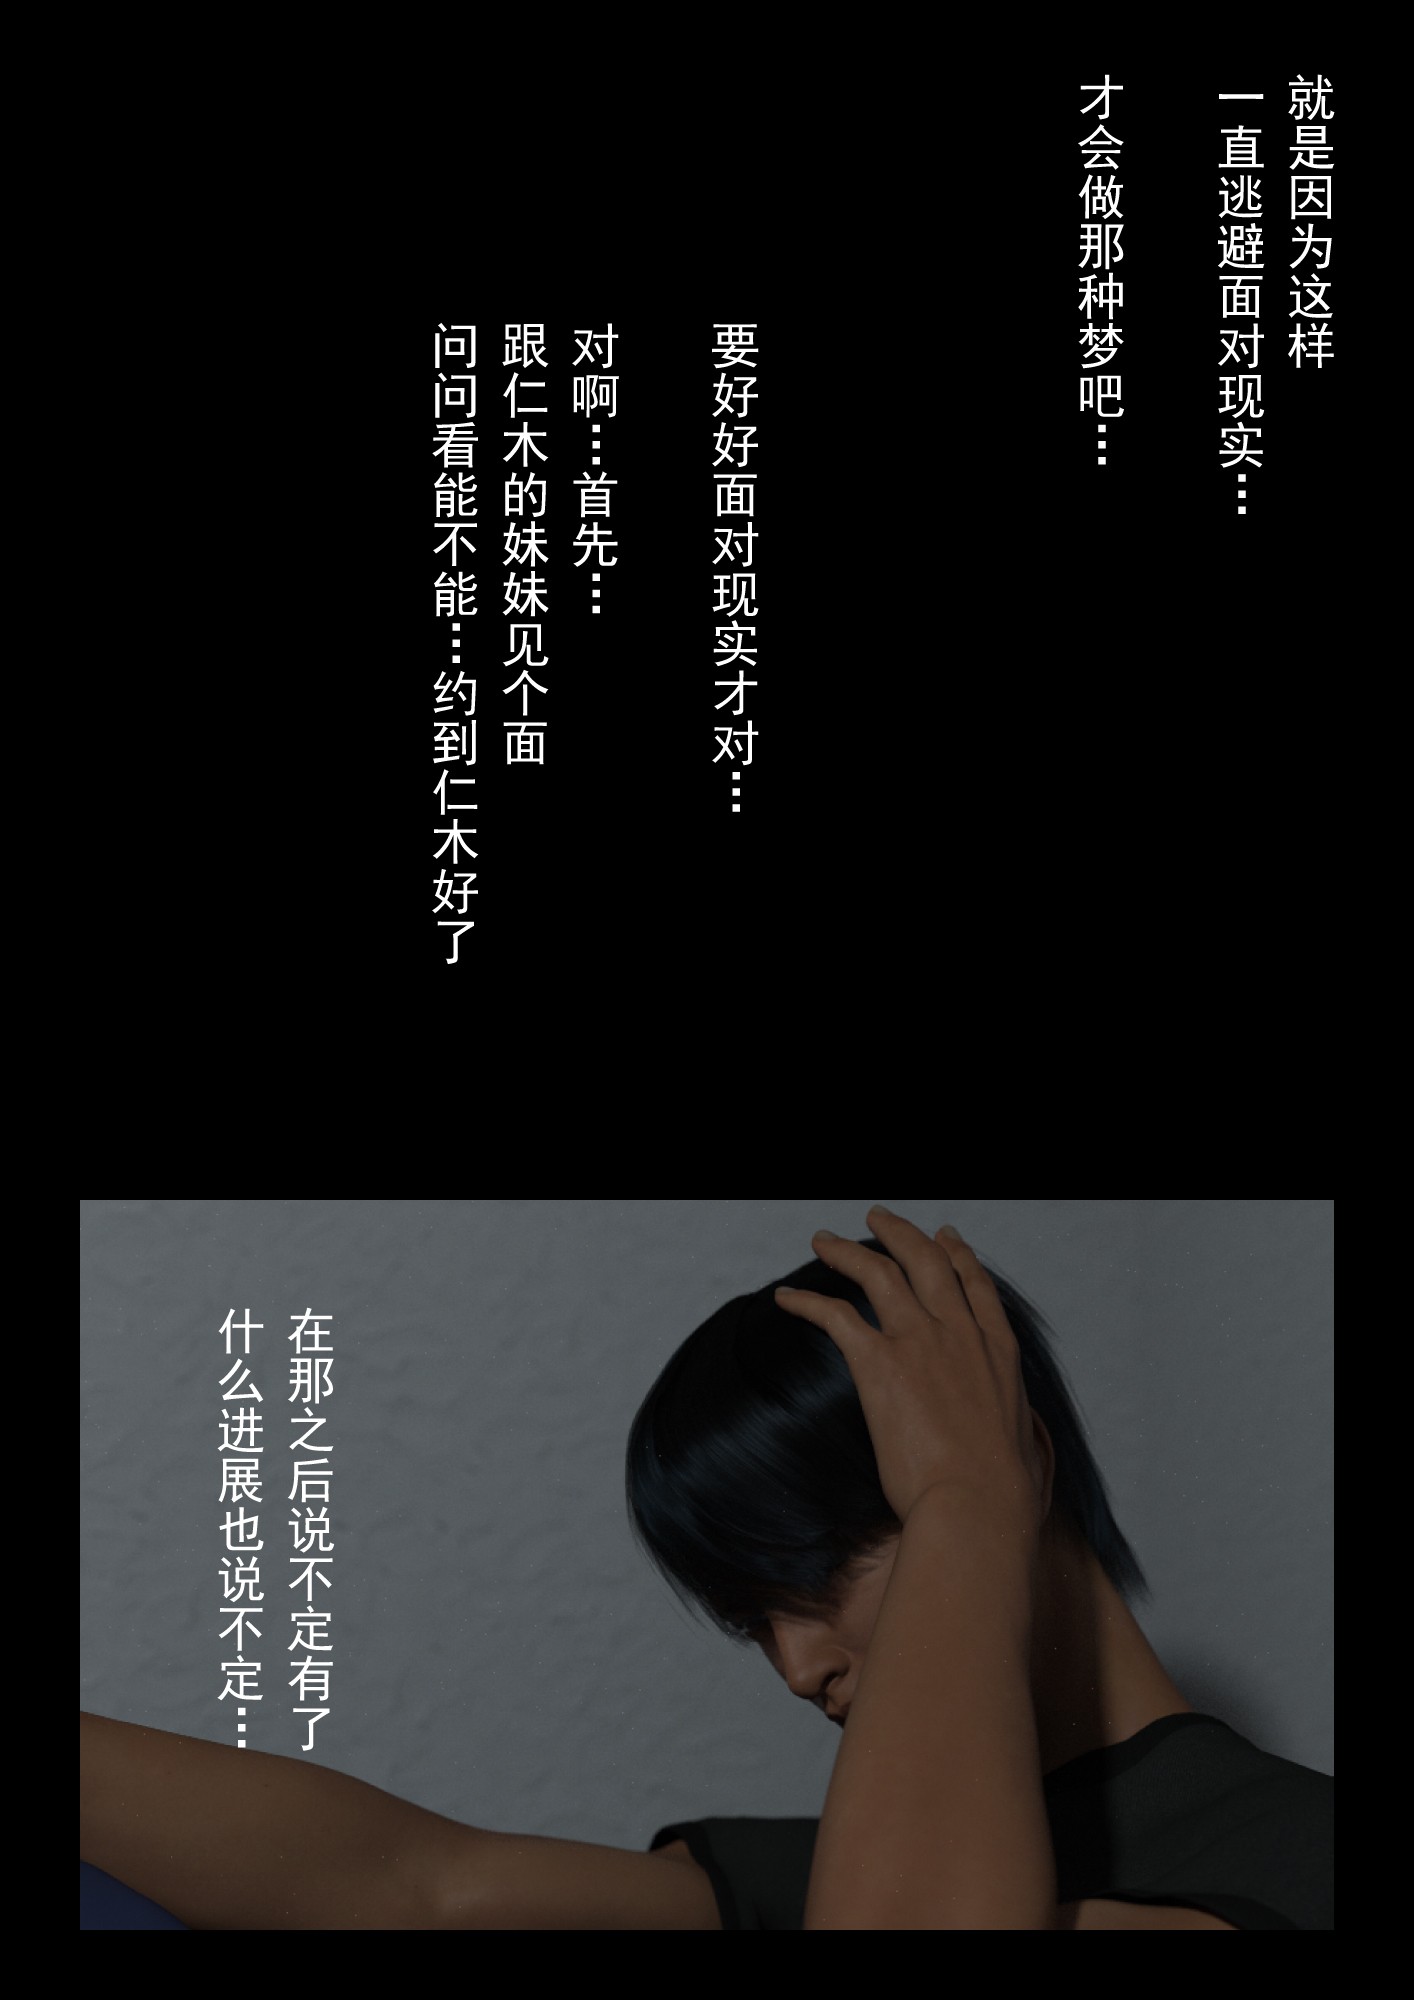 就是因为这样
一直逃避面对现实…
才会做那种梦吧…
要好好面对现实才对…
对啊…首先…
跟仁木的妹妹见个面
问问看能不能…约到仁木好了
在那之后说不定有了
什么进展也说不定…